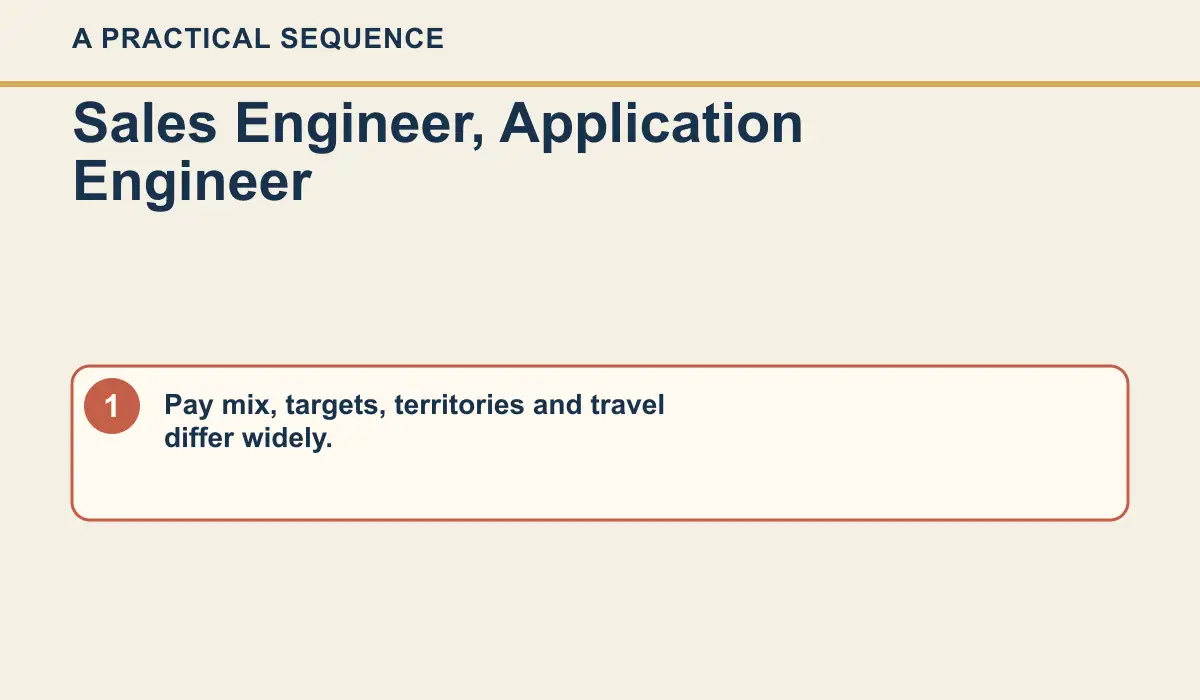 A PRACTICAL SEQUENCE
Sales Engineer, Application
Engineer
1
Pay mix, targets, territories and travel
differ widely.